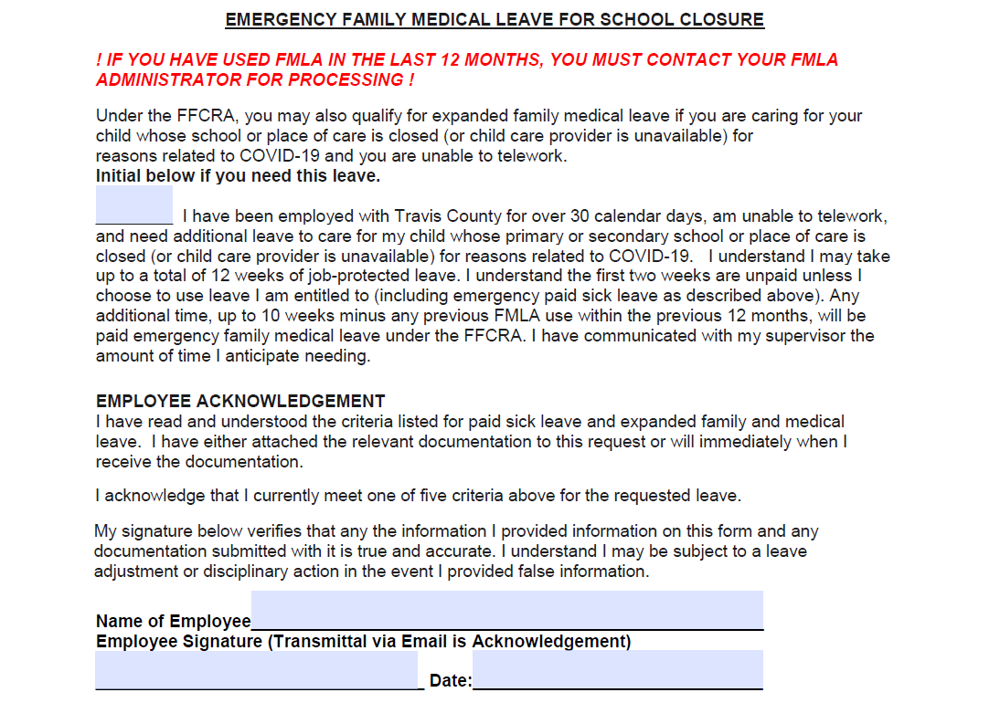 EMERGENCY FAMILY MEDICAL LEAVE FOR SCHOOL CLOSURE
! IF YOU HAVE USED FMLA IN THE LAST 12 MONTHS, YOU MUST CONTACT YOUR FMLA
ADMINISTRATOR FOR PROCESSING !
Under the FFCRA, you may also qualify for expanded family medical leave if you are caring for your
child whose school or place of care is closed (or child care provider is unavailable) for
reasons related to COVID-19 and you are unable to telework.
Initial below if you need this leave.
________ I have been employed with Travis County for over 30 calendar days, am unable to telework,
and need additional leave to care for my child whose primary or secondary school or place of care is
closed (or child care provider is unavailable) for reasons related to COVID-19. I understand I may take
up to a total of 12 weeks of job-protected leave. I understand the first two weeks are unpaid unless I
choose to use leave I am entitled to (including emergency paid sick leave as described above). Any
additional time, up to 10 weeks minus any previous FMLA use within the previous 12 months, will be
paid emergency family medical leave under the FFCRA. I have communicated with my supervisor the
amount of time I anticipate needing.
EMPLOYEE ACKNOWLEDGEMENT
I have read and understood the criteria listed for paid sick leave and expanded family and medical
leave. I have either attached the relevant documentation to this request or will immediately when I
receive the documentation.
I acknowledge that I currently meet one of five criteria above for the requested leave.
My signature below verifies that any the information I provided information on this form and any
documentation submitted with it is true and accurate. I understand I may be subject to a leave
adjustment or disciplinary action in the event I provided false information.
Name of Employee
Employee Signature (Transmittal via Email is Acknowledgement)
Date: